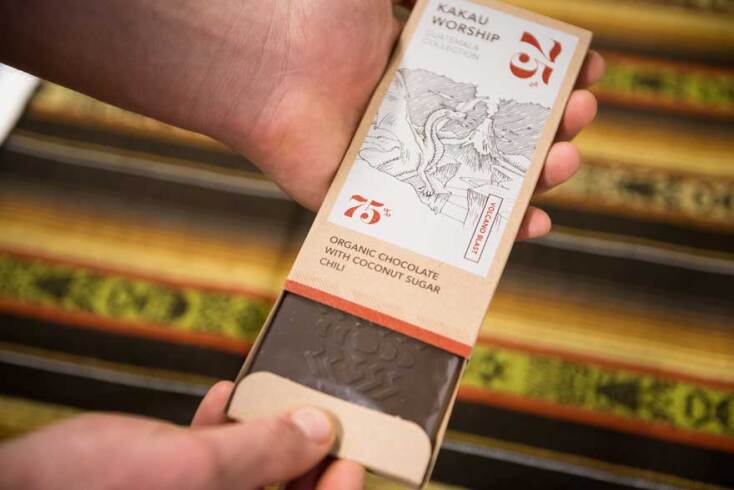 KAKAU
WORSHIP
GUATEMALA
COLLECTION
75%
75%
VOLCANO BLAST
ORGANIC CHOCOLATE
WITH COCONUT SUGAR
CHILI